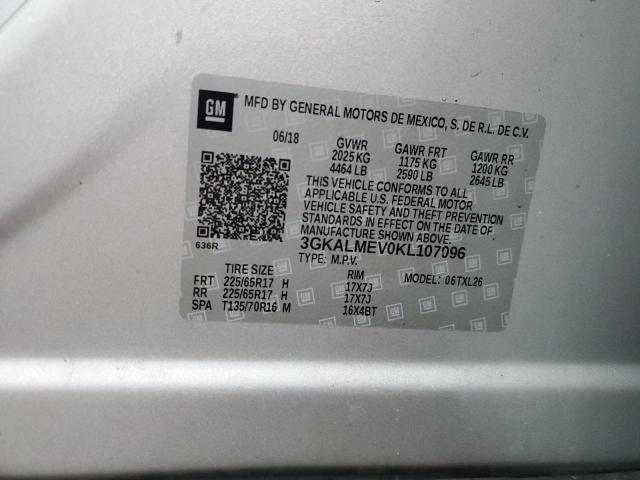 GM
MFD BY GENERAL MOTORS DE MEXICO, S. DE R.L. DE C.V.
06/18 GVWR GAWR FRT GAWR RR
2025 KG 1175 KG 1200 KG
4464 LB 2590 LB 2645 LB
THIS VEHICLE CONFORMS TO ALL
APPLICABLE U.S. FEDERAL MOTOR
VEHICLE SAFETY AND THEFT PREVENTION
STANDARDS IN EFFECT ON THE DATE OF
MANUFACTURE SHOWN ABOVE.
636R
3GKALMEV0KL107096
TYPE: M.P.V. MODEL: 06TXL26
TIRE SIZE RIM
FRT 225/65R17 H 17X7J
RR 225/65R17 H 17X7J
SPA T135/70R16 M 16X4BT